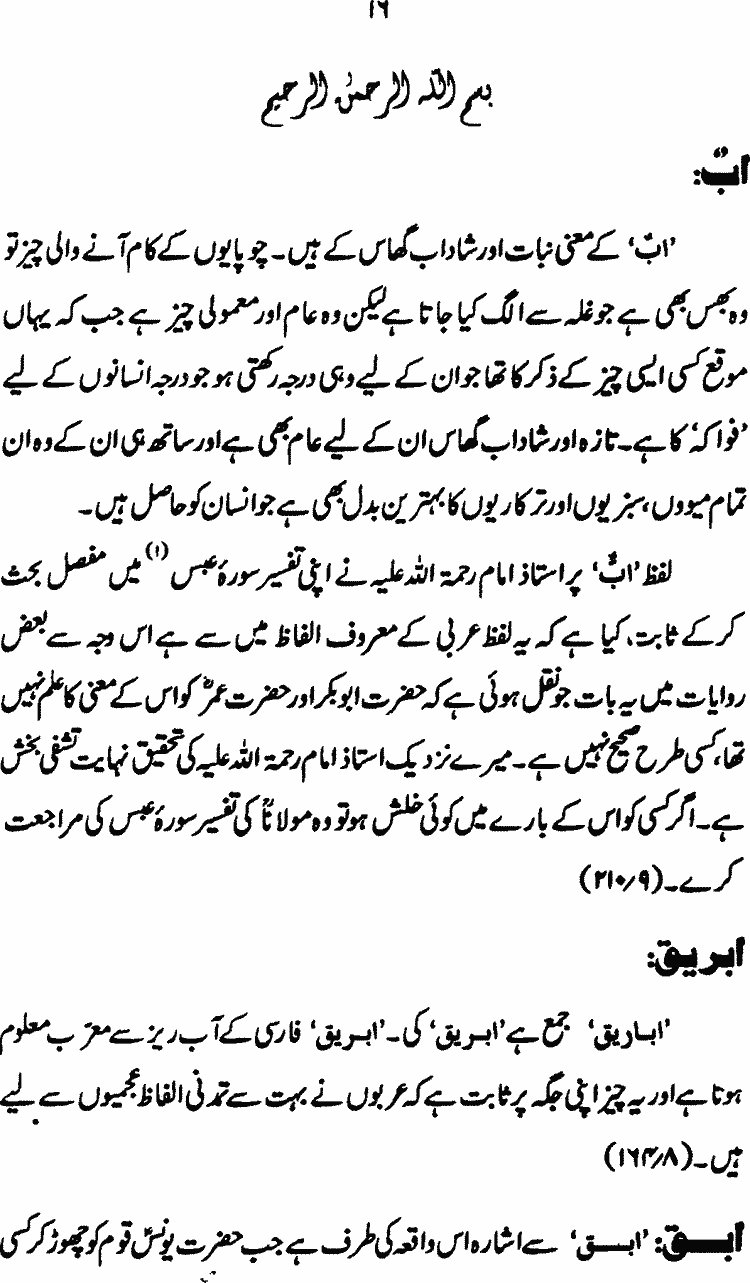 ۱۶
بسم اللہ الرحمن الرحیم
ابٌّ:
’ابٌ‘ کے معنی نبات اور شاداب گھاس کے ہیں۔ چوپایوں کے کام آنے والی چیز تو
وہ بھس بھی ہے جو غلہ سے الگ کیا جاتا ہے لیکن وہ عام اور معمولی چیز ہے جب کہ یہاں
موقع کسی ایسی چیز کے ذکر کا تھا جو ان کے لیے وہی درجہ رکھتی ہو جو درجہ انسانوں کے لیے
’فواکہ‘ کا ہے۔ تازہ اور شاداب گھاس ان کے لیے عام بھی ہے اور ساتھ ہی ان کے وہ ان
تمام میووں، سبزیوں اور ترکاریوں کا بہترین بدل بھی ہے جو انسان کو حاصل ہیں۔
لفظ ’ابٌّ‘ پر استاذ امام رحمۃ اللہ علیہ نے اپنی تفسیر سورۂ عبس (۱) میں مفصل بحث
کر کے ثابت، کیا ہے کہ یہ لفظ عربی کے معروف الفاظ میں سے ہے اس وجہ سے بعض
روایات میں یہ بات جو نقل ہوئی ہے کہ حضرت ابوبکر اور حضرت عمرؓ کو اس کے معنی کا علم نہیں
تھا، کسی طرح صحیح نہیں ہے۔ میرے نزدیک استاذ امام رحمۃ اللہ علیہ کی تحقیق نہایت تشفی بخش
ہے۔ اگر کسی کو اس کے بارے میں کوئی خلش ہو تو وہ مولاناؒ کی تفسیر سورۂ عبس کی مراجعت
کرے۔ (۲۱۰/۹)
ابریق:
’اباریق‘ جمع ہے ’ابریق‘ کی۔ ’ابریق‘ فارسی کے آب ریز سے معرّب معلوم
ہوتا ہے اور یہ چیز اپنی جگہ پر ثابت ہے کہ عربوں نے بہت سے تمدنی الفاظ عجمیوں سے لیے
ہیں۔ (۱۶۴/۸)
ابق: ’ابق‘ سے اشارہ اس واقعہ کی طرف ہے جب حضرت یونسؑ قوم کو چھوڑ کر کسی